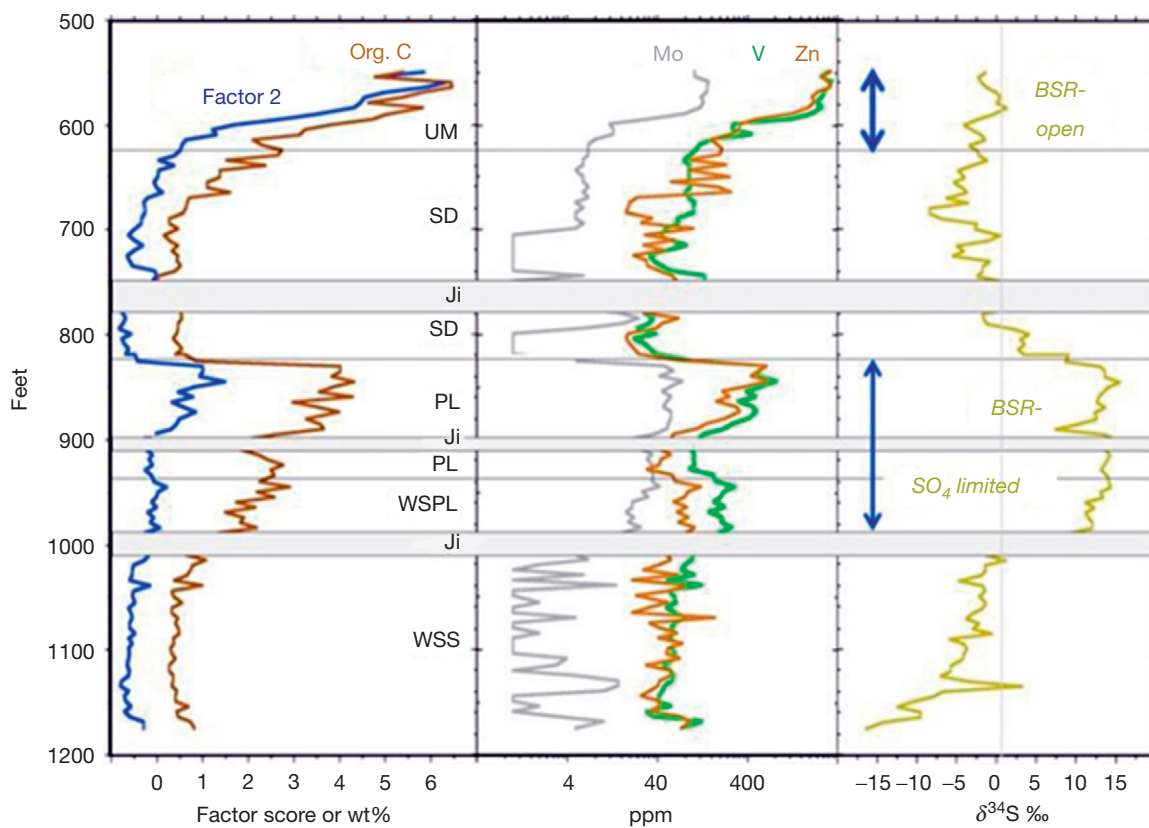 500
600
700
800
900
1000
1100
1200
Feet
Org. C
Factor 2
UM
SD
Ji
SD
PL
Ji
PL
WSPL
Ji
WSS
Mo
V
Zn
BSR-
open
BSR-
SO₄ limited
0 1 2 3 4 5 6
Factor score or wt%
4 40 400
ppm
−15 −10 −5 0 5 10 15
δ³⁴S ‰